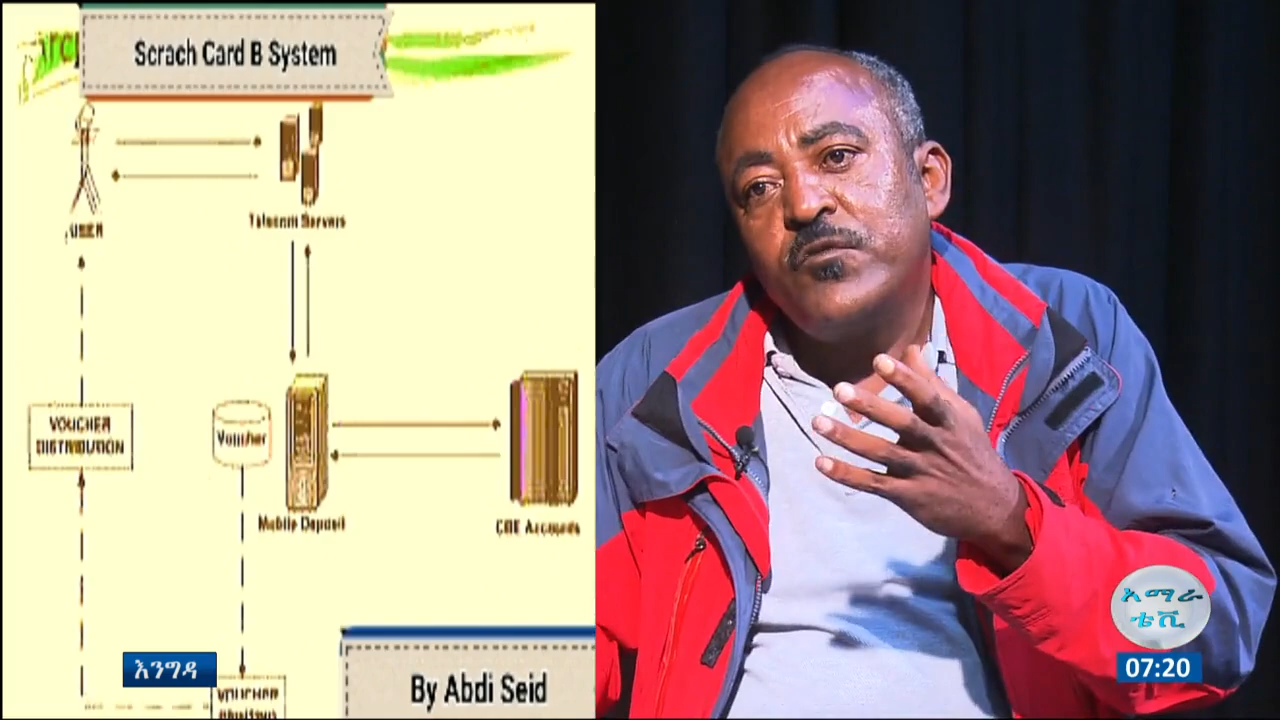 Scrach Card B System
USER
Telecom Servers
VOUCHER
DISTRIBUTION
Voucher
Mobile Deposit
CBE Accounts
VOUCHER
By Abdi Seid
እንግዳ
አማራ
ቴቪ
07:20